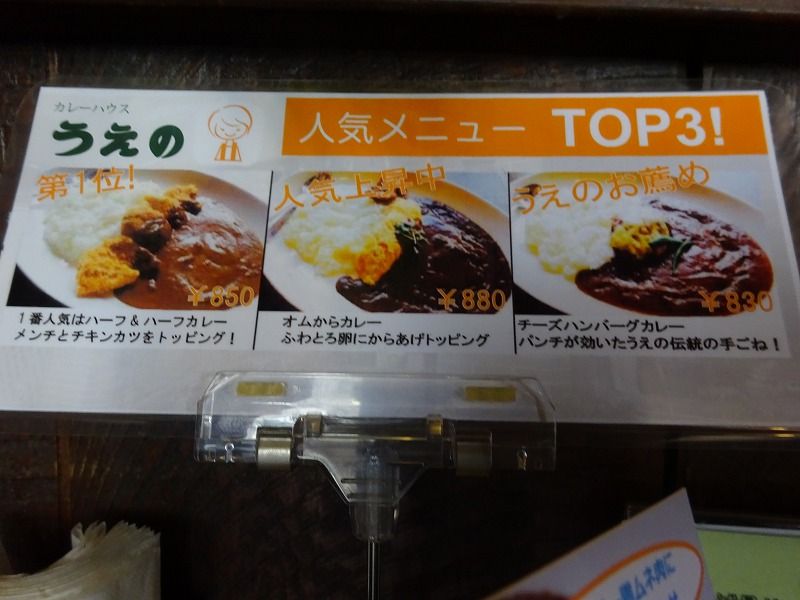 カレーハウス
うえの
人気メニュー TOP3!
第1位!
¥850
1番人気はハーフ&ハーフカレー
メンチとチキンカツをトッピング!
人気上昇中
¥880
オムからカレー
ふわとろ卵にからあげトッピング
うえのお薦め
¥830
チーズハンバーグカレー
パンチが効いたうえの伝統の手ごね!
ムネ肉に